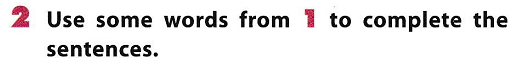 2 Use some words from 1 to complete the
sentences.